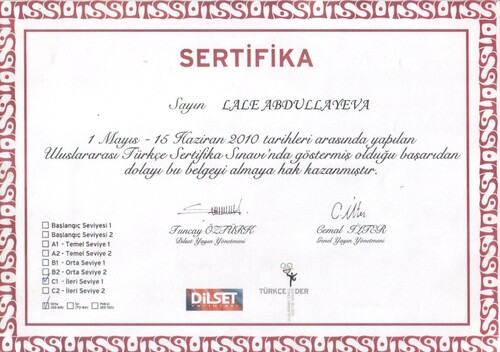 SERTİFİKA
Sayın LALE ABDULLAYEVA
1 Mayıs - 15 Haziran 2010 tarihleri arasında yapılan
Uluslararası Türkçe Sertifika Sınavı'nda göstermiş olduğu başarıdan
dolayı bu belgeyi almaya hak kazanmıştır.
Tuncay ÖZTÜRK
Dilset Yayın Yönetmeni
Cemal İLTER
Genel Yayın Yönetmeni
Başlangıç Seviyesi 1
Başlangıç Seviyesi 2
A1 - Temel Seviye 1
A2 - Temel Seviye 2
B1 - Orta Seviye 1
B2 - Orta Seviye 2
C1 - İleri Seviye 1
C2 - İleri Seviye 2
DİLSET
TÜRKÇE DER